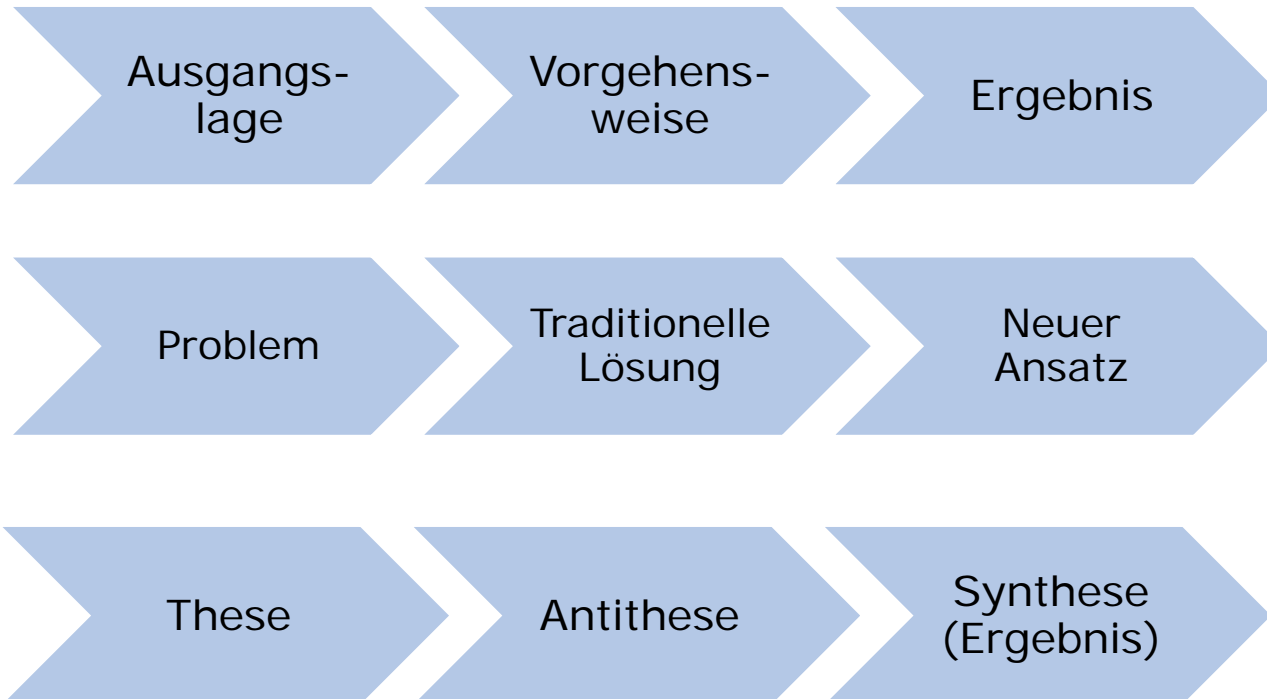 Ausgangs-
lage
Vorgehens-
weise
Ergebnis
Problem
Traditionelle
Lösung
Neuer
Ansatz
These
Antithese
Synthese
(Ergebnis)